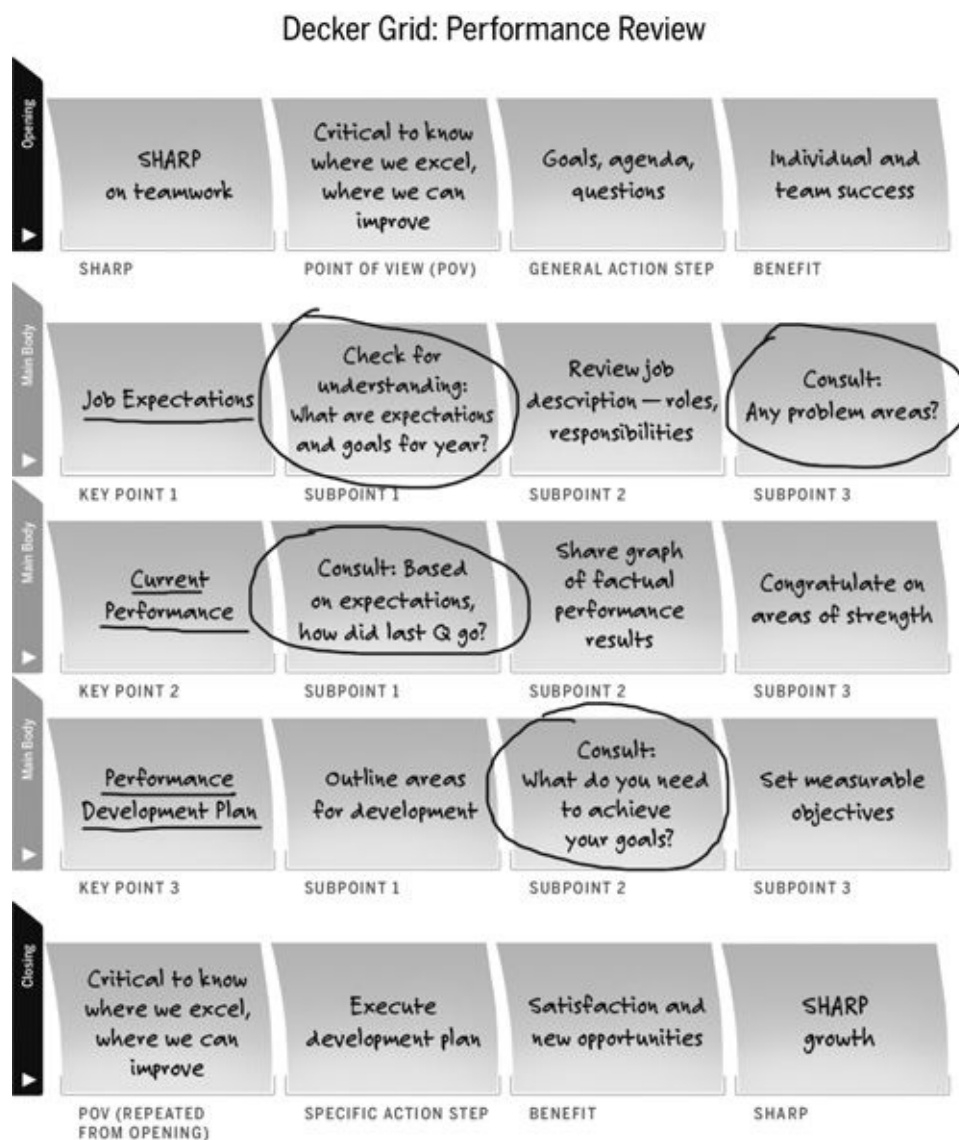 Decker Grid: Performance Review
Opening
SHARP
on teamwork
Critical to know
where we excel,
where we can
improve
Goals, agenda,
questions
Individual and
team success
SHARP
POINT OF VIEW (POV)
GENERAL ACTION STEP
BENEFIT
Main Body
Job Expectations
Check for
understanding:
What are expectations
and goals for year?
Review job
description — roles,
responsibilities
Consult:
Any problem areas?
KEY POINT 1
SUBPOINT 1
SUBPOINT 2
SUBPOINT 3
Main Body
Current
Performance
Consult: Based
on expectations,
how did last Q go?
Share graph
of factual
performance
results
Congratulate on
areas of strength
KEY POINT 2
SUBPOINT 1
SUBPOINT 2
SUBPOINT 3
Main Body
Performance
Development Plan
Outline areas
for development
Consult:
What do you need
to achieve
your goals?
Set measurable
objectives
KEY POINT 3
SUBPOINT 1
SUBPOINT 2
SUBPOINT 3
Closing
Critical to know
where we excel,
where we can
improve
Execute
development plan
Satisfaction and
new opportunities
SHARP
growth
POV (REPEATED
FROM OPENING)
SPECIFIC ACTION STEP
BENEFIT
SHARP